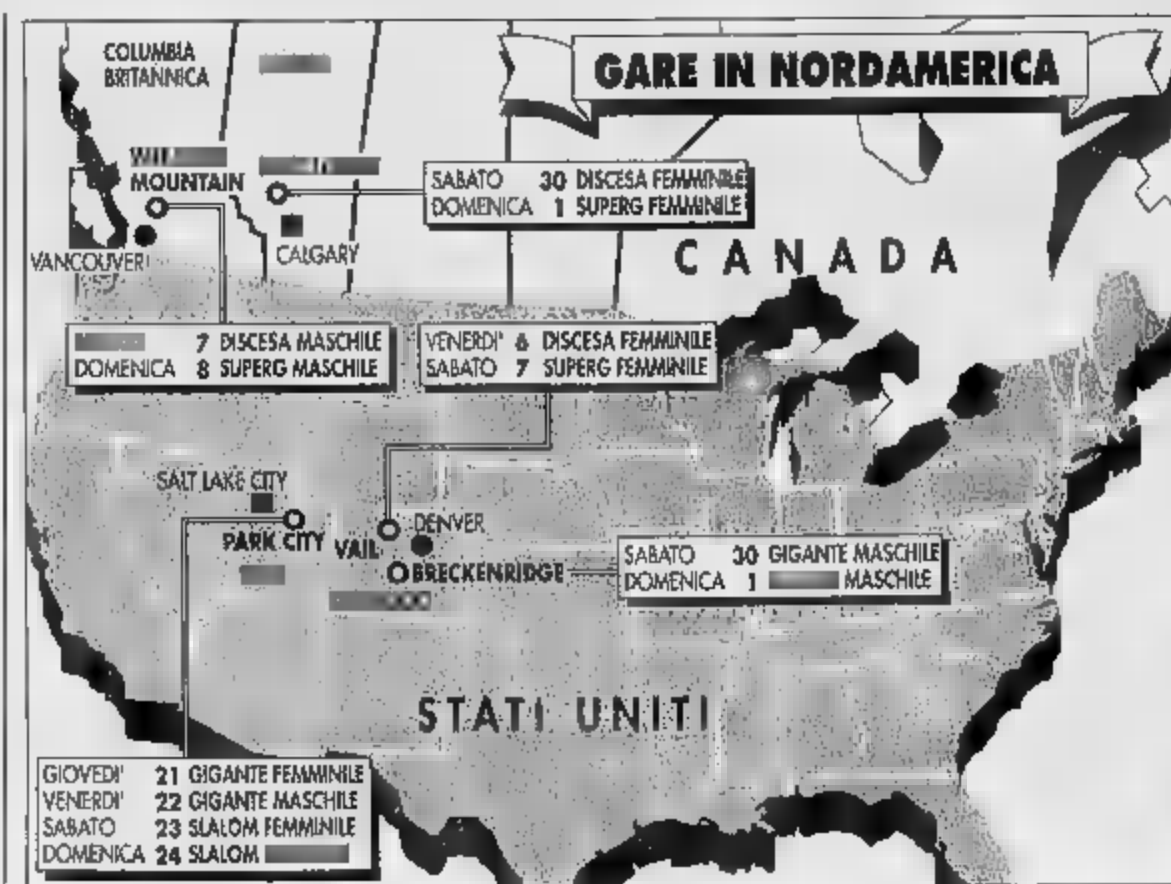 GARE IN NORDAMERICA
COLUMBIA
BRITANNICA
MOUNTAIN
VANCOUVER
CALGARY
SABATO 30 DISCESA FEMMINILE
DOMENICA 1 SUPERG FEMMINILE
CANADA
7 DISCESA MASCHILE
DOMENICA 8 SUPERG MASCHILE
VENERDI' 6 DISCESA FEMMINILE
SABATO 7 SUPERG FEMMINILE
SALT LAKE CITY
PARK CITY
VAIL
DENVER
BRECKENRIDGE
SABATO 30 GIGANTE MASCHILE
DOMENICA 1 MASCHILE
STATI UNITI
GIOVEDI' 21 GIGANTE FEMMINILE
VENERDI' 22 GIGANTE MASCHILE
SABATO 23 SLALOM FEMMINILE
DOMENICA 24 SLALOM